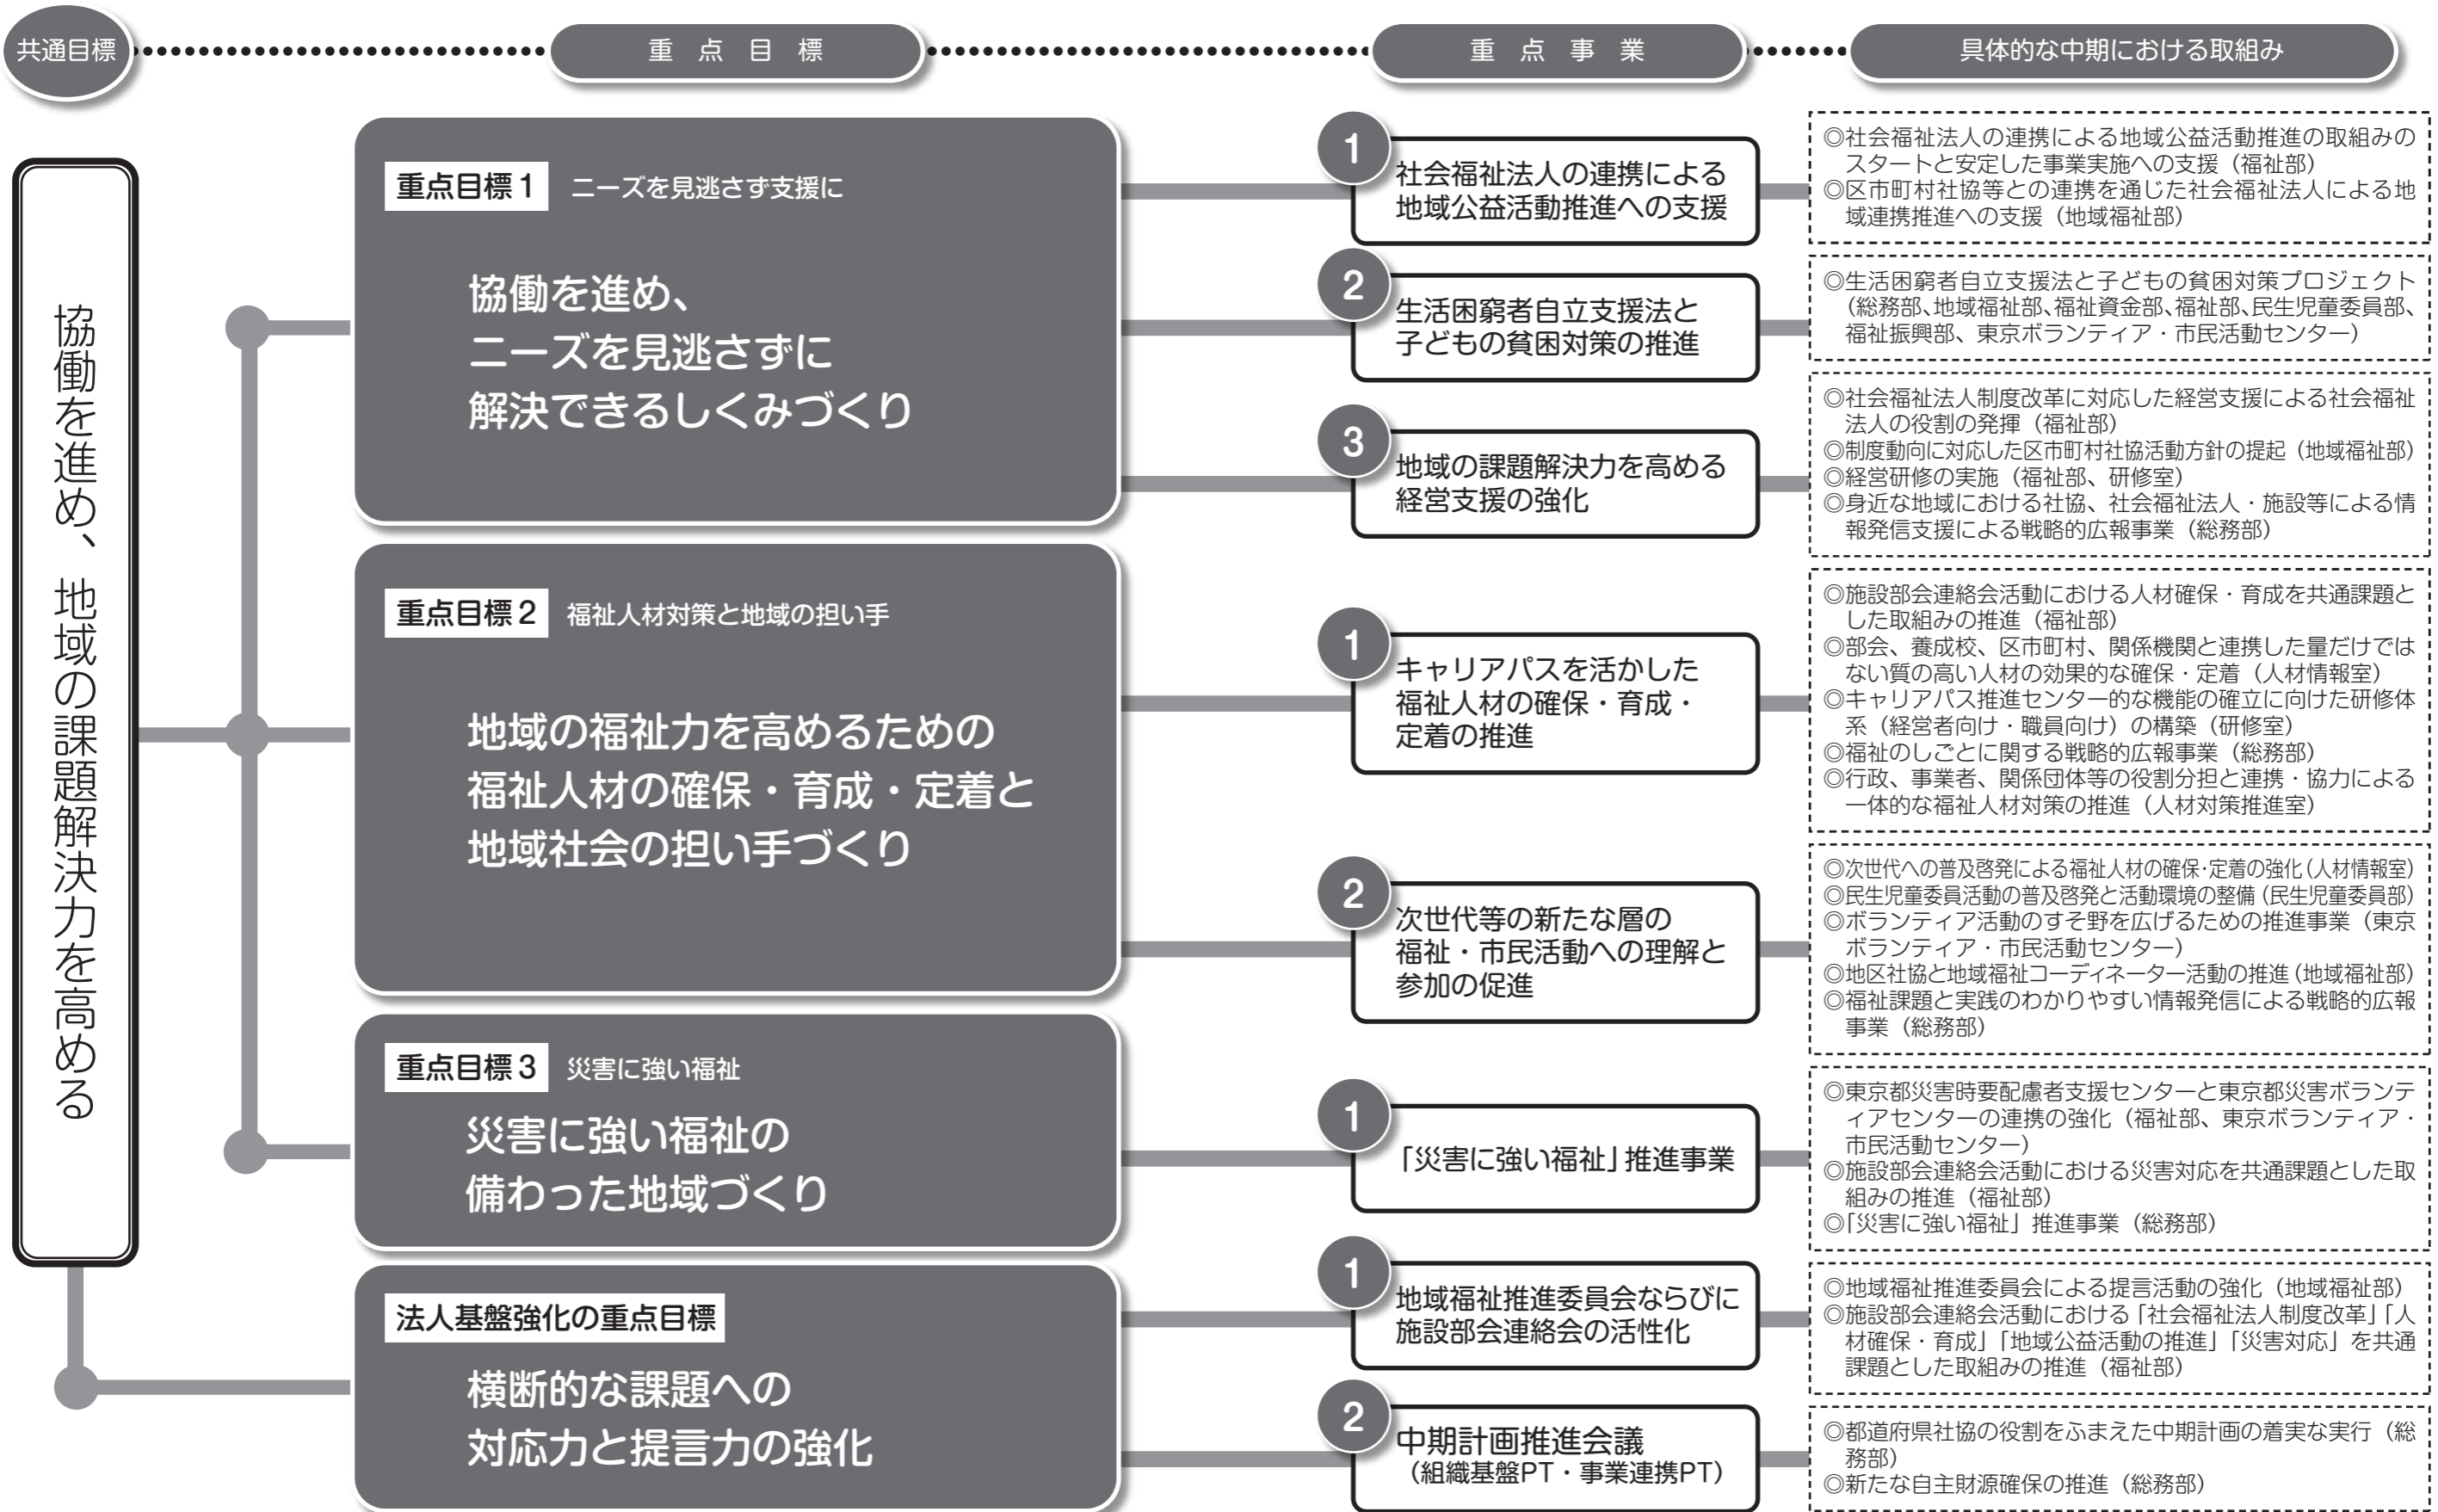 共通目標
重点目標
重点事業
具体的な中期における取組み
協働を進め、地域の課題解決力を高める
重点目標1 ニーズを見逃さず支援に
協働を進め、
ニーズを見逃さずに
解決できるしくみづくり
1
社会福祉法人の連携による
地域公益活動推進への支援
◎社会福祉法人の連携による地域公益活動推進の取組みの
スタートと安定した事業実施への支援（福祉部）
◎区市町村社協等との連携を通じた社会福祉法人による地
域連携推進への支援（地域福祉部）
2
生活困窮者自立支援法と
子どもの貧困対策の推進
◎生活困窮者自立支援法と子どもの貧困対策プロジェクト
（総務部、地域福祉部、福祉資金部、福祉部、民生児童委員部、
福祉振興部、東京ボランティア・市民活動センター）
3
地域の課題解決力を高める
経営支援の強化
◎社会福祉法人制度改革に対応した経営支援による社会福祉
法人の役割の発揮（福祉部）
◎制度動向に対応した区市町村社協活動方針の提起（地域福祉部）
◎経営研修の実施（福祉部、研修室）
◎身近な地域における社協、社会福祉法人・施設等による情
報発信支援による戦略的広報事業（総務部）
重点目標2 福祉人材対策と地域の担い手
地域の福祉力を高めるための
福祉人材の確保・育成・定着と
地域社会の担い手づくり
1
キャリアパスを活かした
福祉人材の確保・育成・
定着の推進
◎施設部会連絡会活動における人材確保・育成を共通課題と
した取組みの推進（福祉部）
◎部会、養成校、区市町村、関係機関と連携した量だけでは
ない質の高い人材の効果的な確保・定着（人材情報室）
◎キャリアパス推進センター的な機能の確立に向けた研修体
系（経営者向け・職員向け）の構築（研修室）
◎福祉のしごとに関する戦略的広報事業（総務部）
◎行政、事業者、関係団体等の役割分担と連携・協力による
一体的な福祉人材対策の推進（人材対策推進室）
2
次世代等の新たな層の
福祉・市民活動への理解と
参加の促進
◎次世代への普及啓発による福祉人材の確保・定着の強化（人材情報室）
◎民生児童委員活動の普及啓発と活動環境の整備（民生児童委員部）
◎ボランティア活動のすそ野を広げるための推進事業（東京
ボランティア・市民活動センター）
◎地区社協と地域福祉コーディネーター活動の推進（地域福祉部）
◎福祉課題と実践のわかりやすい情報発信による戦略的広報
事業（総務部）
重点目標3 災害に強い福祉
災害に強い福祉の
備わった地域づくり
1
「災害に強い福祉」推進事業
◎東京都災害時要配慮者支援センターと東京都災害ボランテ
ィアセンターの連携の強化（福祉部、東京ボランティア・
市民活動センター）
◎施設部会連絡会活動における災害対応を共通課題とした取
組みの推進（福祉部）
◎「災害に強い福祉」推進事業（総務部）
法人基盤強化の重点目標
横断的な課題への
対応力と提言力の強化
1
地域福祉推進委員会ならびに
施設部会連絡会の活性化
◎地域福祉推進委員会による提言活動の強化（地域福祉部）
◎施設部会連絡会活動における「社会福祉法人制度改革」「人
材確保・育成」「地域公益活動の推進」「災害対応」を共通
課題とした取組みの推進（福祉部）
2
中期計画推進会議
（組織基盤PT・事業連携PT）
◎都道府県社協の役割をふまえた中期計画の着実な実行（総
務部）
◎新たな自主財源確保の推進（総務部）